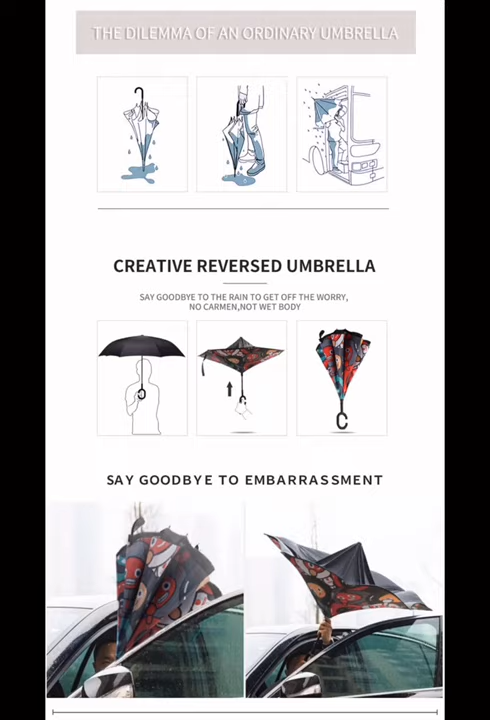 THE DILEMMA OF AN ORDINARY UMBRELLA
CREATIVE REVERSED UMBRELLA
SAY GOODBYE TO THE RAIN TO GET OFF THE WORRY,
NO CARMEN,NOT WET BODY
SAY GOODBYE TO EMBARRASSMENT